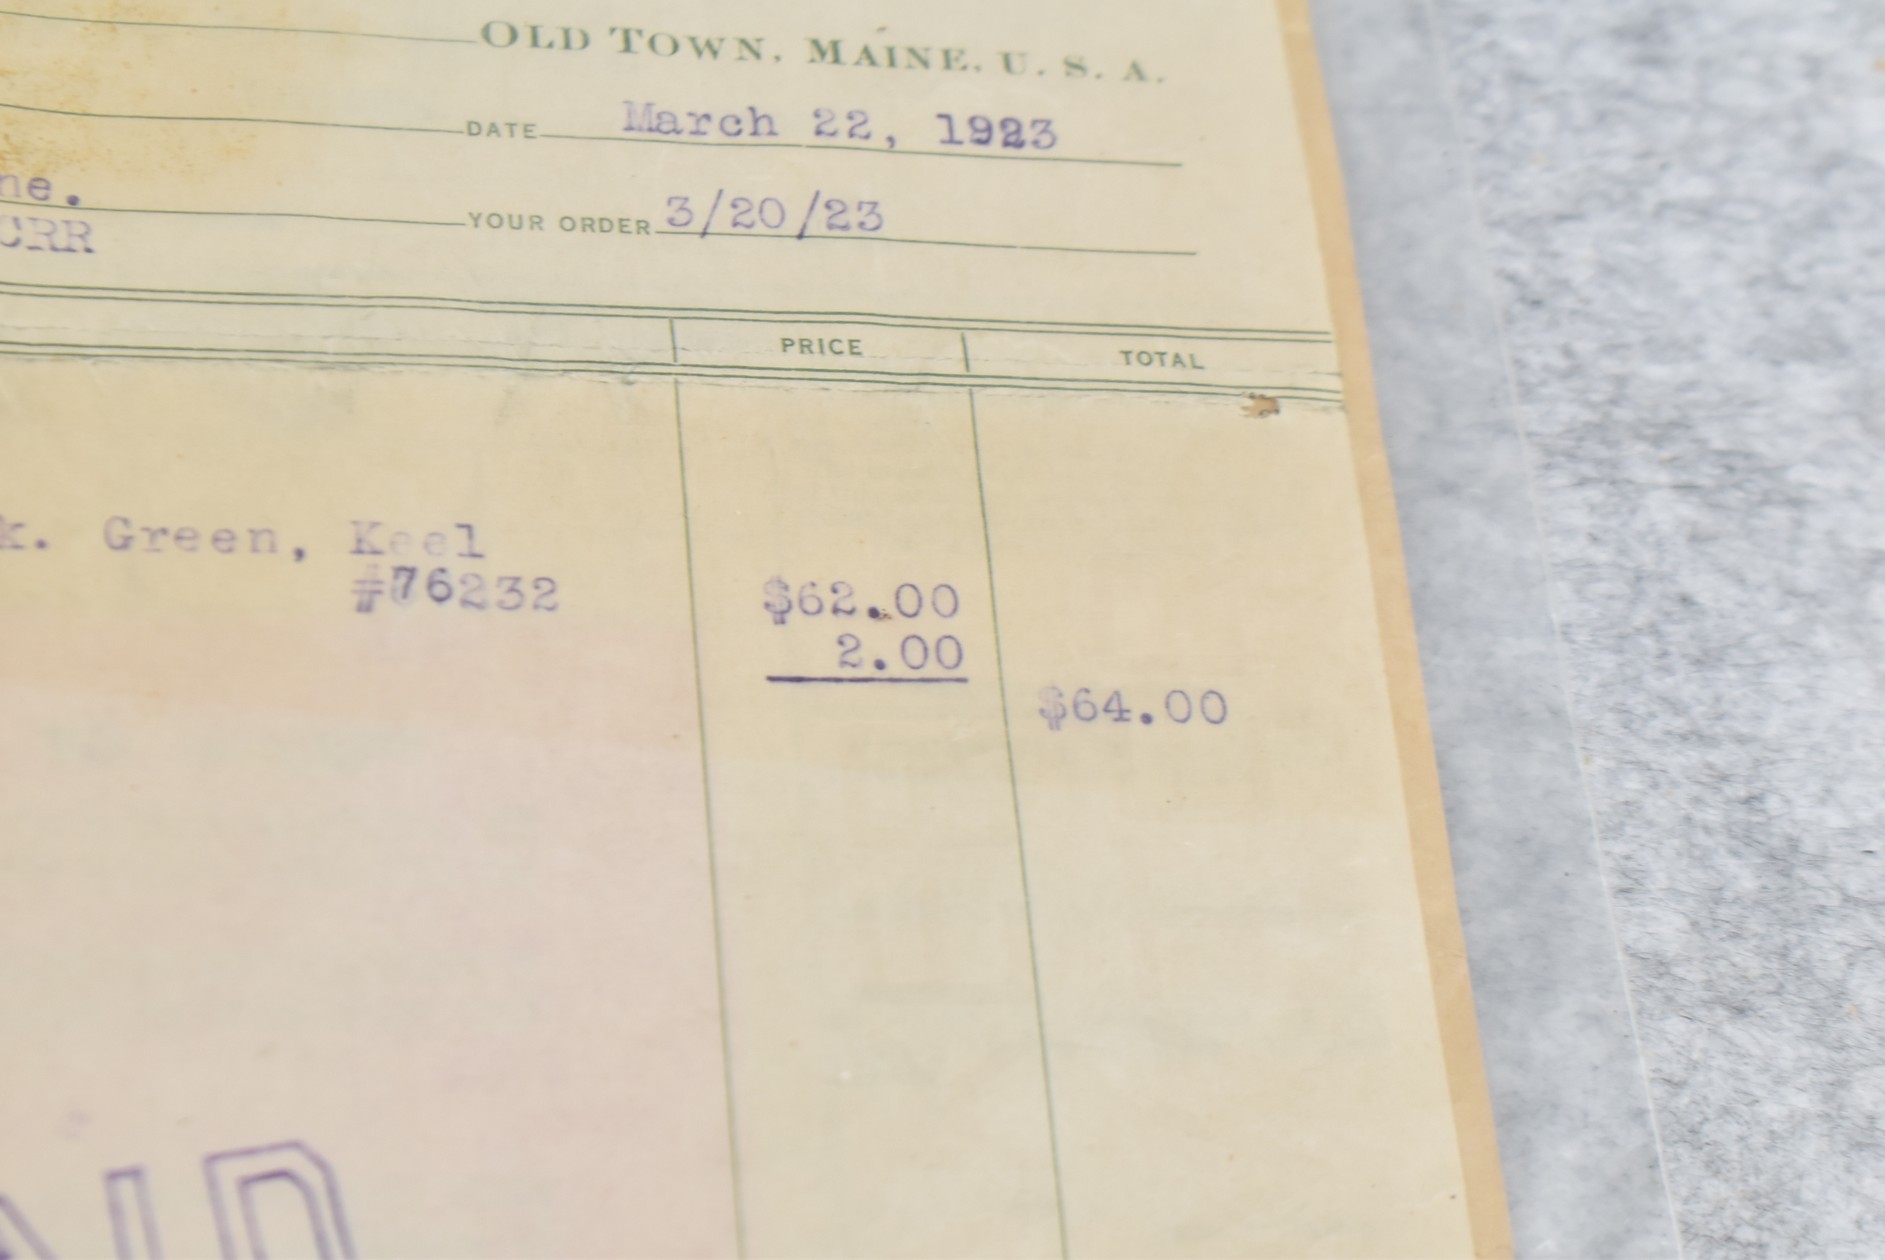 OLD TOWN, MAINE, U. S. A.
DATE March 22, 1923
ne.
YOUR ORDER 3/20/23
CRR
PRICE TOTAL
k. Green, Keel
#76232 $62.00
2.00
$64.00